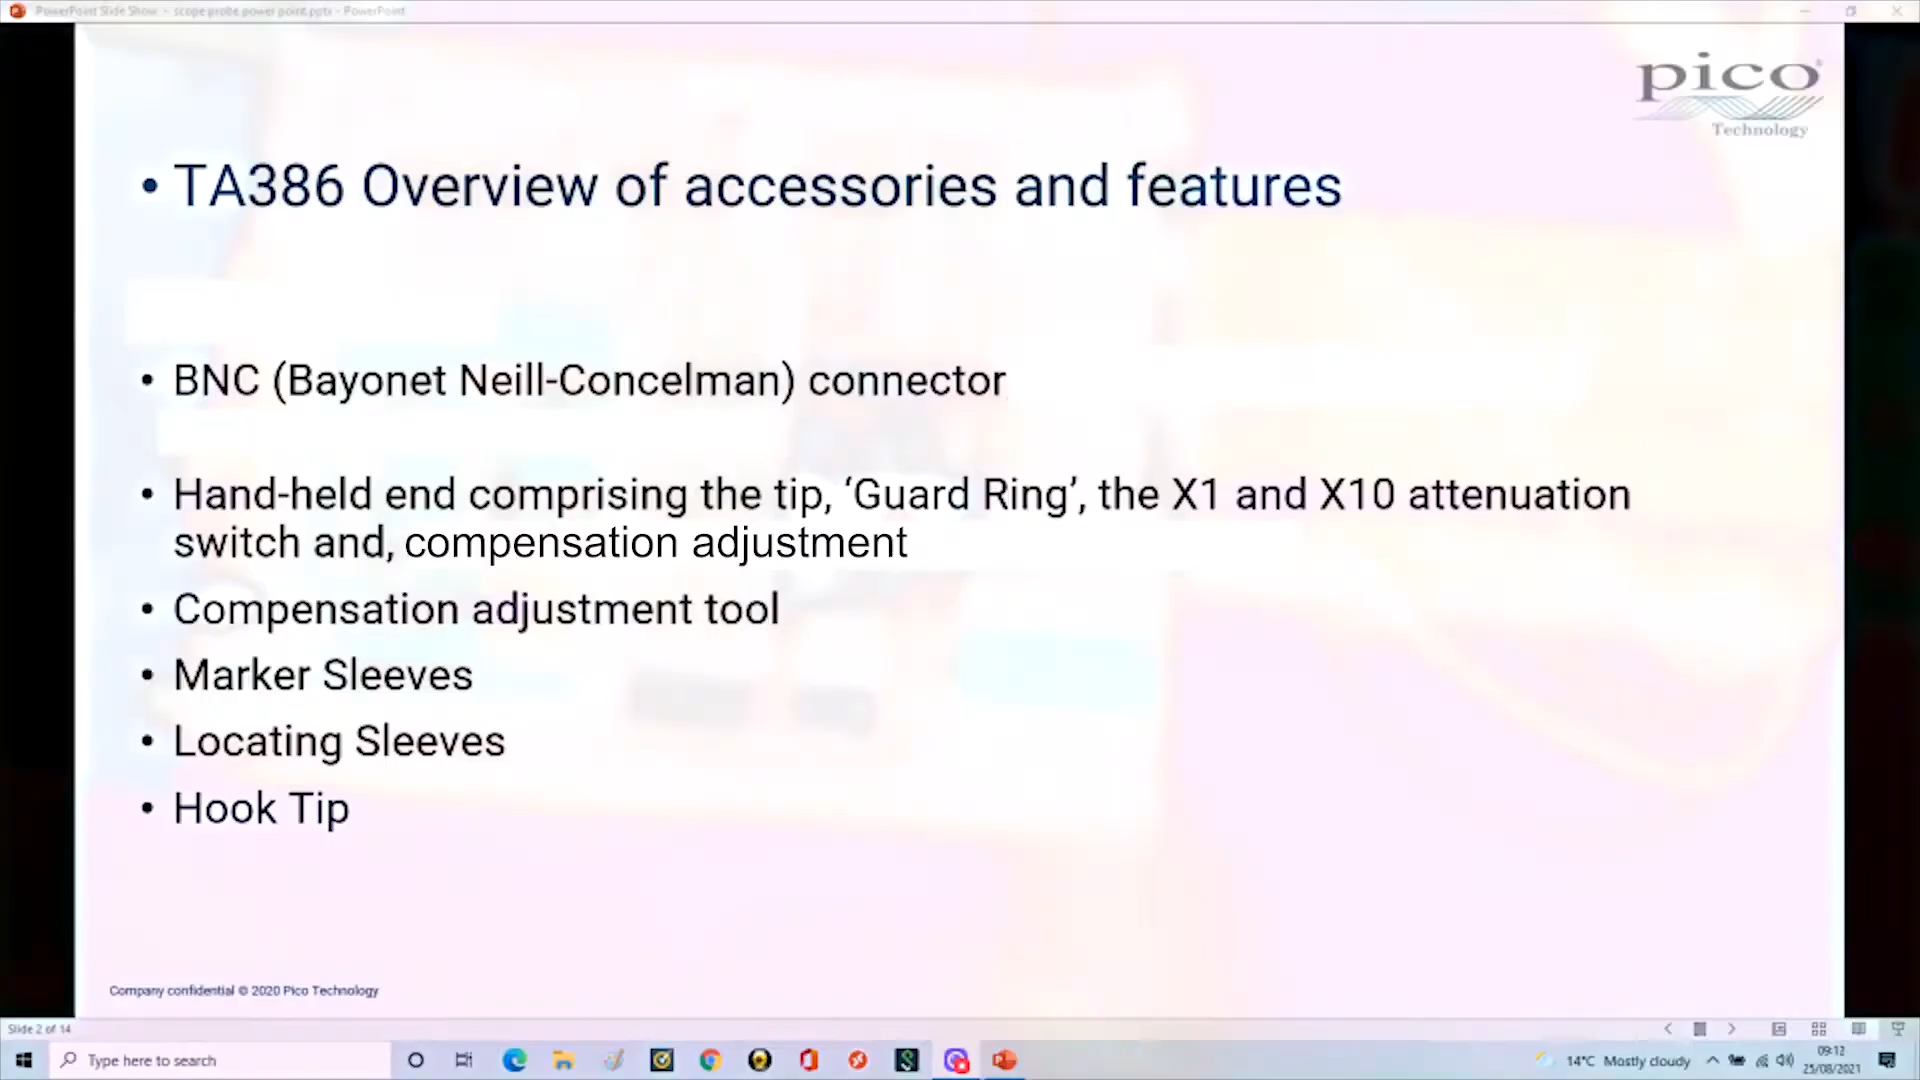 PowerPoint Slide Show - scope probe power point.pptx - PowerPoint
pico
Technology
• TA386 Overview of accessories and features
• BNC (Bayonet Neill-Concelman) connector
• Hand-held end comprising the tip, ‘Guard Ring’, the X1 and X10 attenuation
switch and, compensation adjustment
• Compensation adjustment tool
• Marker Sleeves
• Locating Sleeves
• Hook Tip
Company confidential © 2020 Pico Technology
Slide 2 of 14
Type here to search
14°C Mostly cloudy
09:12
25/08/2021